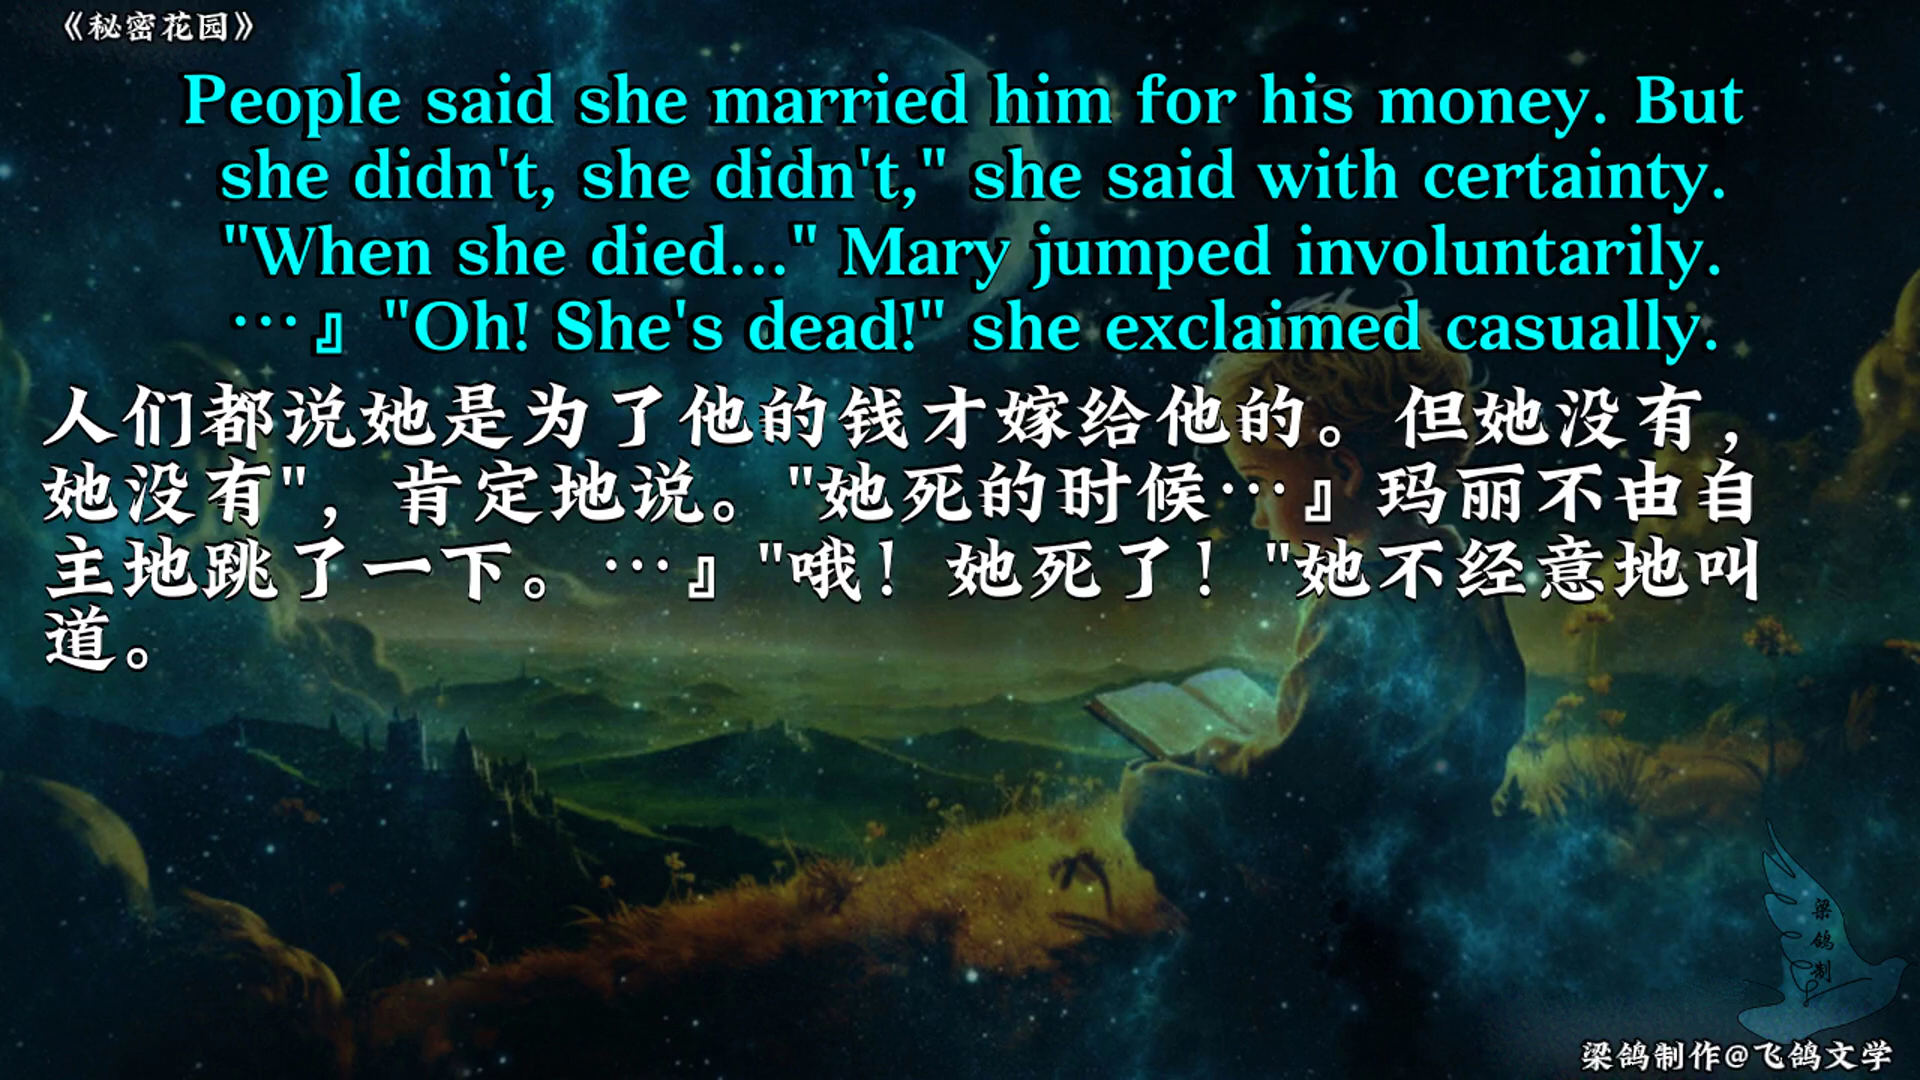 《秘密花园》
People said she married him for his money. But
she didn't, she didn't," she said with certainty.
"When she died..." Mary jumped involuntarily.
…』 "Oh! She's dead!" she exclaimed casually.
人们都说她是为了他的钱才嫁给他的。但她没有，
她没有"，肯定地说。"她死的时候…』玛丽不由自
主地跳了一下。…』"哦！她死了！"她不经意地叫
道。
梁
鸽
制
梁鸽制作@飞鸽文学